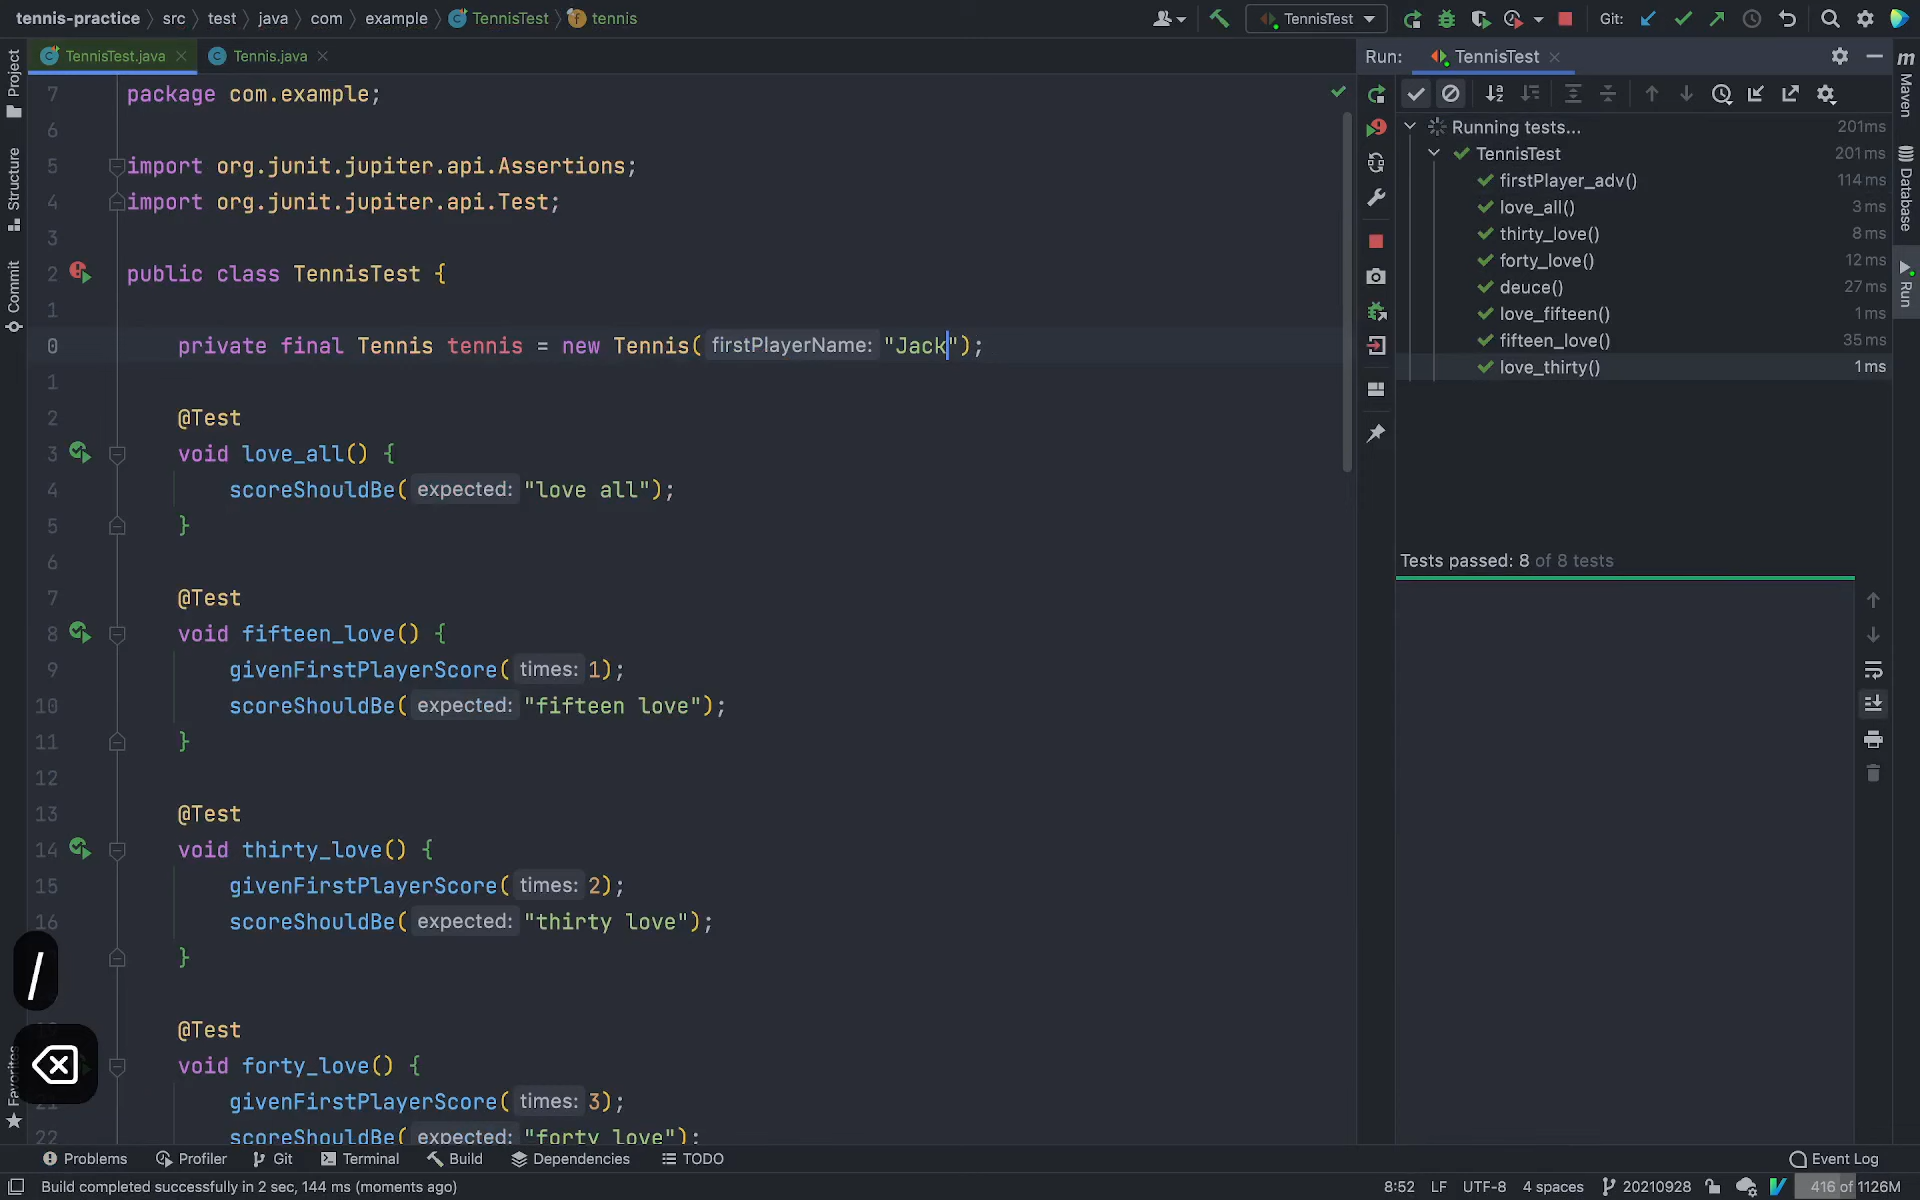 tennis-practice src test java com example TennisTest tennis TennisTest Git:
TennisTest.java Tennis.java Run: TennisTest
7 package com.example;
6
5 import org.junit.jupiter.api.Assertions;
4 import org.junit.jupiter.api.Test;
3
2 public class TennisTest {
1
0 private final Tennis tennis = new Tennis( firstPlayerName: "Jack");
1
2 @Test
3 void love_all() {
4 scoreShouldBe( expected: "love all");
5 }
6
7 @Test
8 void fifteen_love() {
9 givenFirstPlayerScore( times: 1);
10 scoreShouldBe( expected: "fifteen love");
11 }
12
13 @Test
14 void thirty_love() {
15 givenFirstPlayerScore( times: 2);
16 scoreShouldBe( expected: "thirty love");
}
@Test
void forty_love() {
21 givenFirstPlayerScore( times: 3);
22 scoreShouldBe( expected: "forty love");
Project
Structure
Commit
Favorites
/
Running tests... 201ms
TennisTest 201 ms
firstPlayer_adv() 114 ms
love_all() 3 ms
thirty_love() 8 ms
forty_love() 12 ms
deuce() 27 ms
love_fifteen() 1 ms
fifteen_love() 35 ms
love_thirty() 1 ms
Tests passed: 8 of 8 tests
m Maven
Database
Run
Problems Profiler Git Terminal Build Dependencies TODO Event Log
Build completed successfully in 2 sec, 144 ms (moments ago) 8:52 LF UTF-8 4 spaces 20210928 416 of 1126M